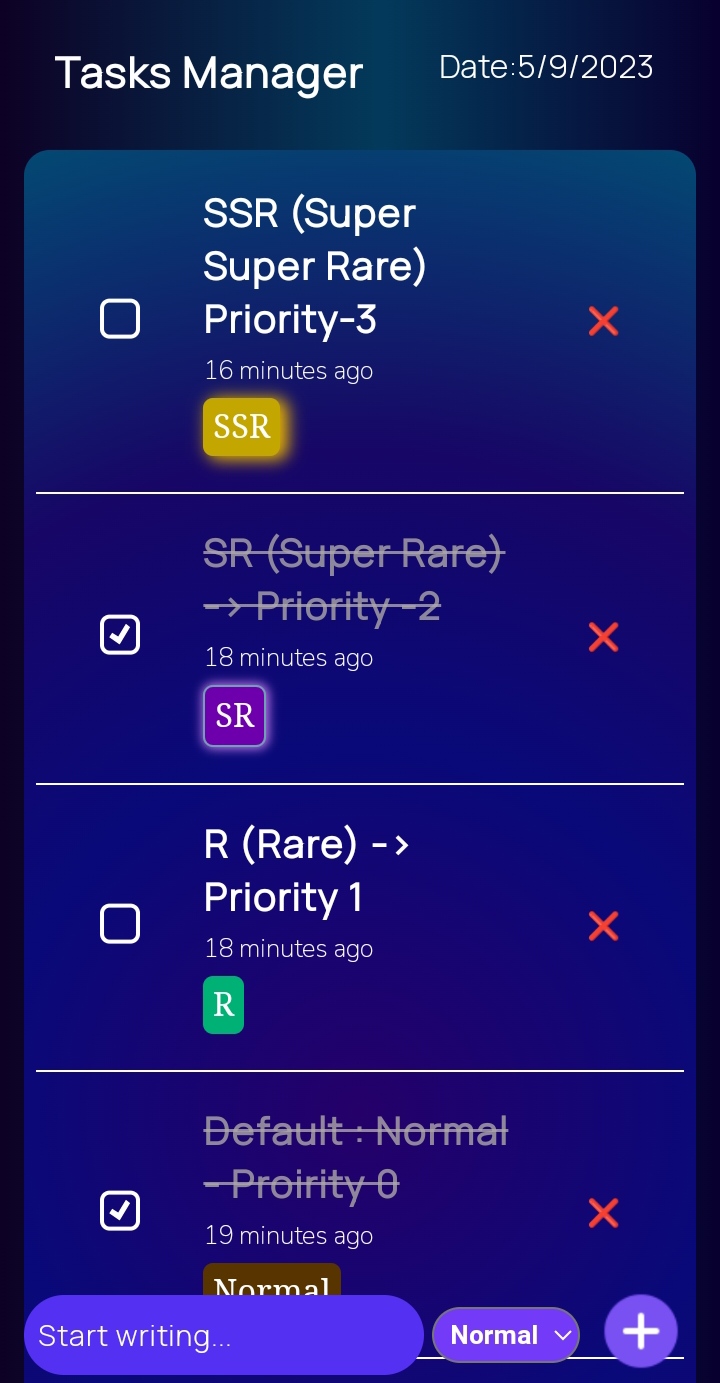 Tasks Manager
Date:5/9/2023
SSR (Super
Super Rare)
Priority-3
16 minutes ago
SSR
SR (Super Rare)
-> Priority -2
18 minutes ago
SR
R (Rare) ->
Priority 1
18 minutes ago
R
Default : Normal
- Proirity 0
19 minutes ago
Normal
Start writing...
Normal